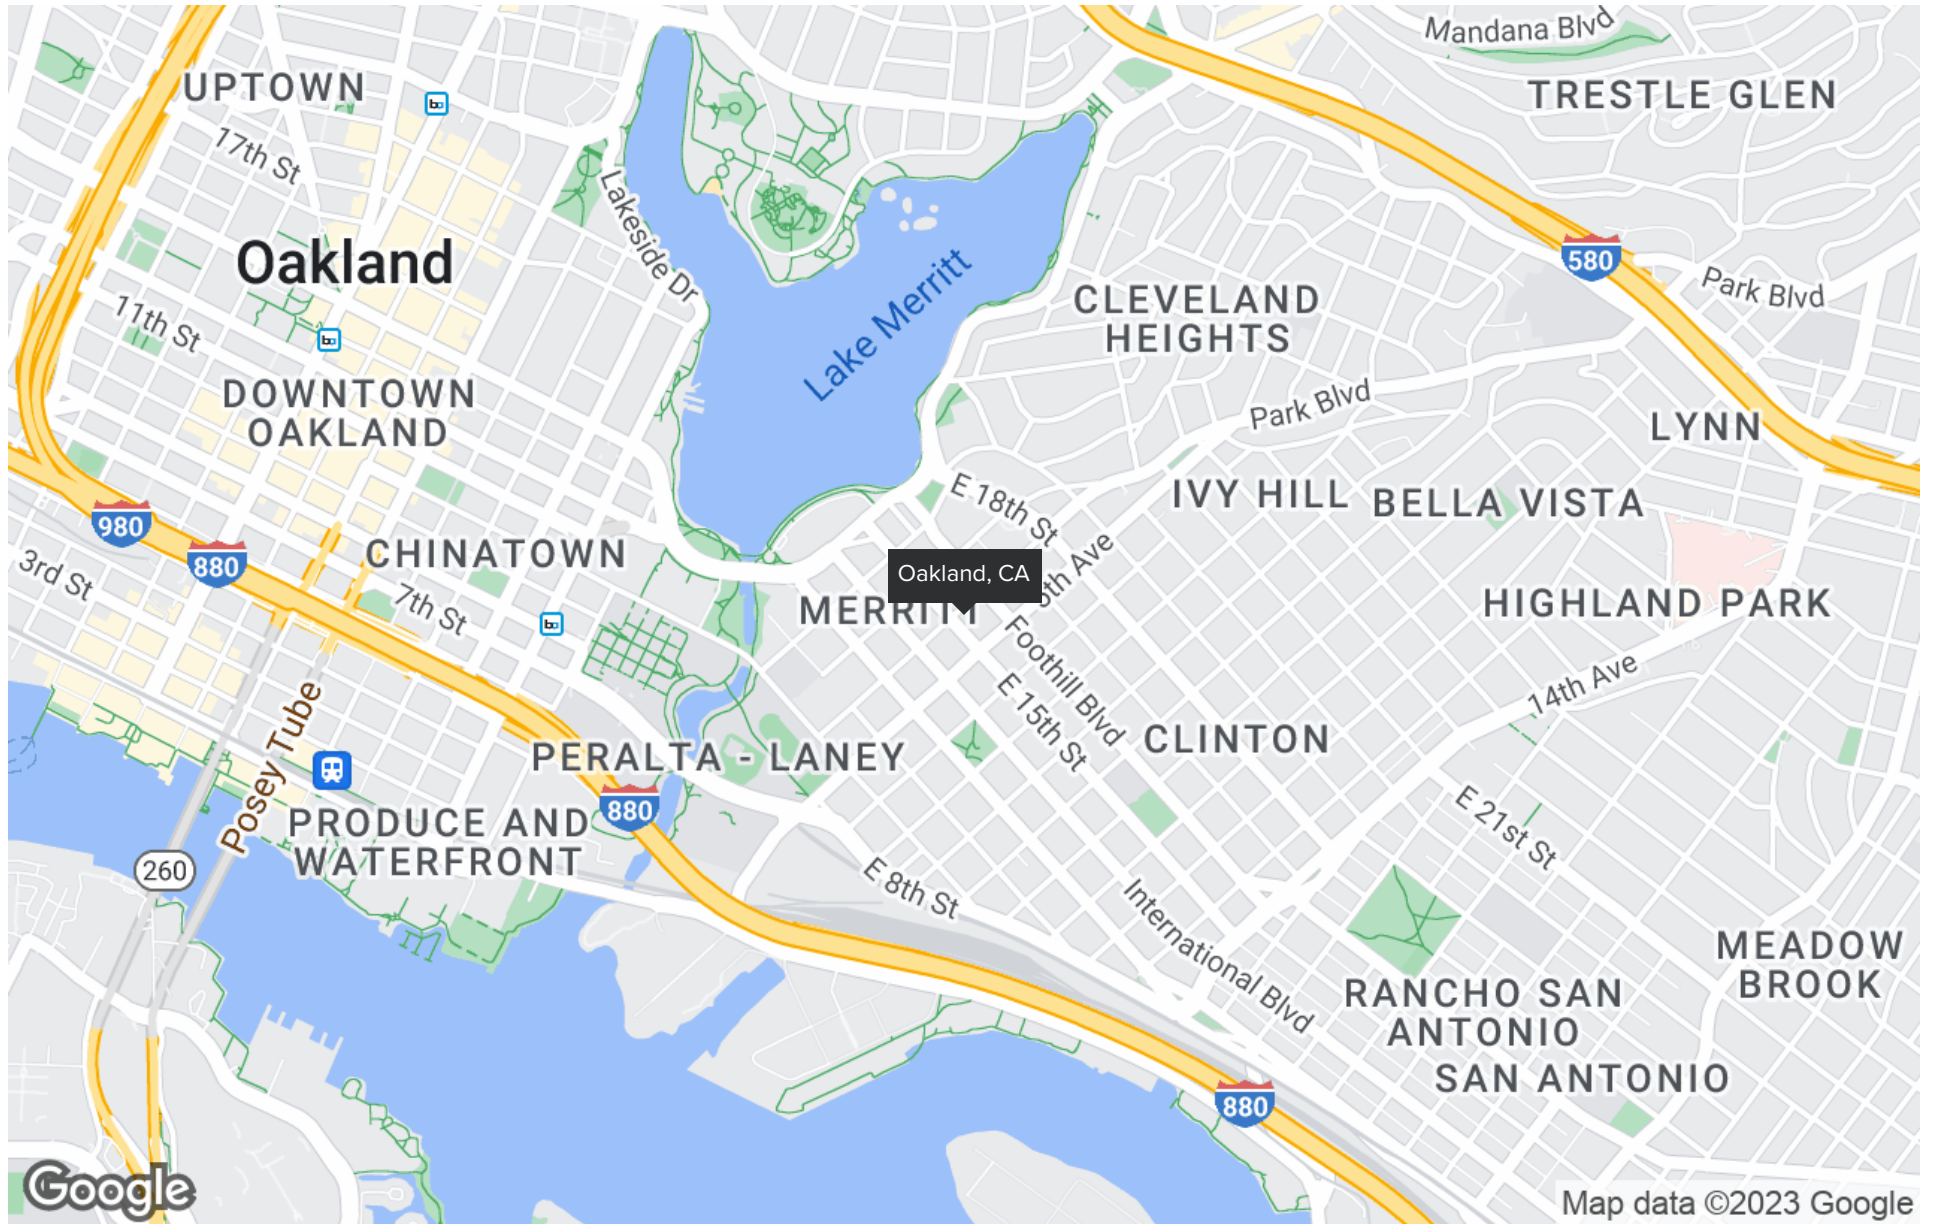 Mandana Blvd
UPTOWN
TRESTLE GLEN
17th St
Lakeside Dr
Oakland
580
Park Blvd
Lake Merritt
CLEVELAND
HEIGHTS
11th St
DOWNTOWN
OAKLAND
Park Blvd
LYNN
E 18th St
IVY HILL
BELLA VISTA
980
880
CHINATOWN
3rd St
7th St
Oakland, CA
5th Ave
MERRITT
HIGHLAND PARK
Foothill Blvd
14th Ave
E 15th St
CLINTON
Posey Tube
PERALTA - LANEY
880
PRODUCE AND
WATERFRONT
E 21st St
260
E 8th St
International Blvd
MEADOW
BROOK
RANCHO SAN
ANTONIO
SAN ANTONIO
880
Google
Map data ©2023 Google